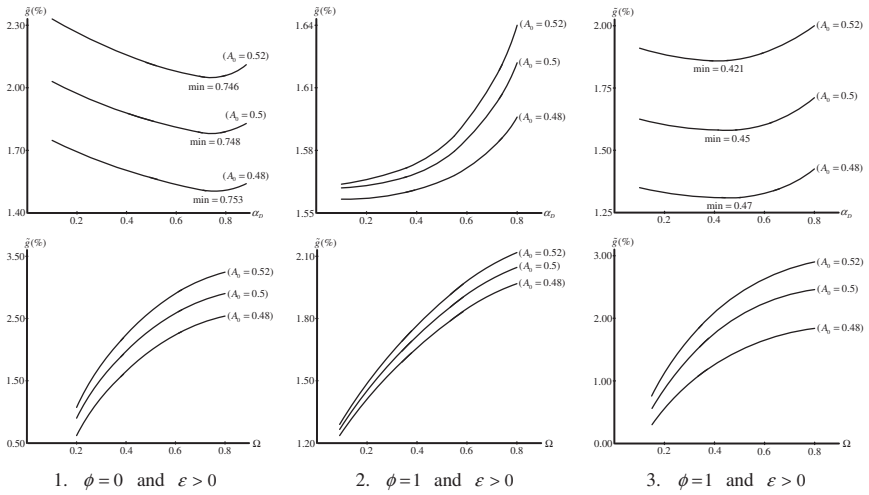 g̃(%)
2.30
2.00
1.70
1.40
0.2
0.4
0.6
0.8
α_D
(A₀ = 0.52)
min = 0.746
(A₀ = 0.5)
min = 0.748
(A₀ = 0.48)
min = 0.753
g̃(%)
1.64
1.61
1.58
1.55
0.2
0.4
0.6
0.8
α_D
(A₀ = 0.52)
(A₀ = 0.5)
(A₀ = 0.48)
g̃(%)
2.00
1.75
1.50
1.25
0.2
0.4
0.6
0.8
α_D
(A₀ = 0.52)
min = 0.421
(A₀ = 0.5)
min = 0.45
(A₀ = 0.48)
min = 0.47
g̃(%)
3.50
2.50
1.50
0.50
0.2
0.4
0.6
0.8
Ω
(A₀ = 0.52)
(A₀ = 0.5)
(A₀ = 0.48)
g̃(%)
2.10
1.80
1.50
1.20
0.2
0.4
0.6
0.8
Ω
(A₀ = 0.52)
(A₀ = 0.5)
(A₀ = 0.48)
g̃(%)
3.00
2.00
1.00
0.00
0.2
0.4
0.6
0.8
Ω
(A₀ = 0.52)
(A₀ = 0.5)
(A₀ = 0.48)
1. ϕ = 0 and ε > 0
2. ϕ = 1 and ε > 0
3. ϕ = 1 and ε > 0